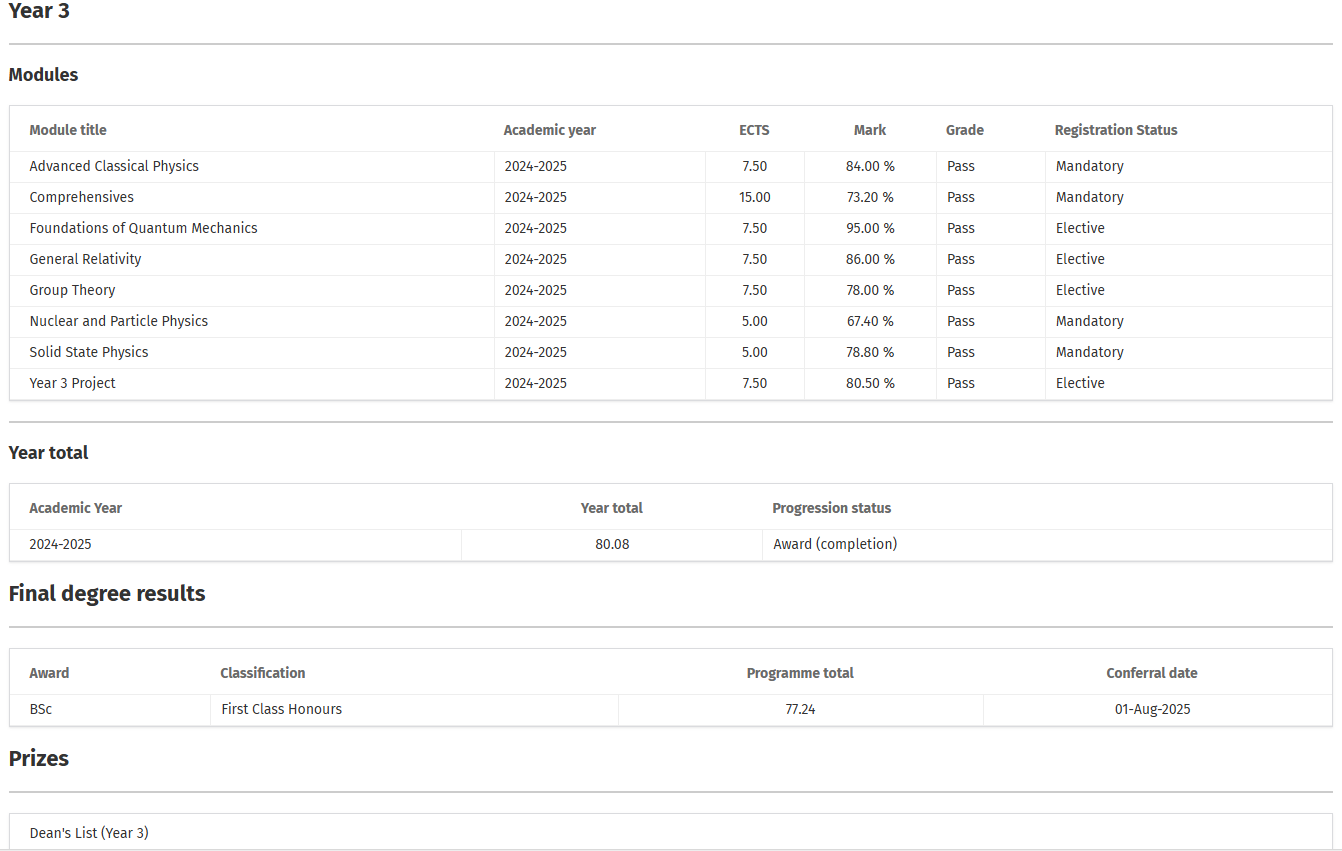 Year 3
Modules
Module title Academic year ECTS Mark Grade Registration Status
Advanced Classical Physics 2024-2025 7.50 84.00 % Pass Mandatory
Comprehensives 2024-2025 15.00 73.20 % Pass Mandatory
Foundations of Quantum Mechanics 2024-2025 7.50 95.00 % Pass Elective
General Relativity 2024-2025 7.50 86.00 % Pass Elective
Group Theory 2024-2025 7.50 78.00 % Pass Elective
Nuclear and Particle Physics 2024-2025 5.00 67.40 % Pass Mandatory
Solid State Physics 2024-2025 5.00 78.80 % Pass Mandatory
Year 3 Project 2024-2025 7.50 80.50 % Pass Elective
Year total
Academic Year Year total Progression status
2024-2025 80.08 Award (completion)
Final degree results
Award Classification Programme total Conferral date
BSc First Class Honours 77.24 01-Aug-2025
Prizes
Dean's List (Year 3)